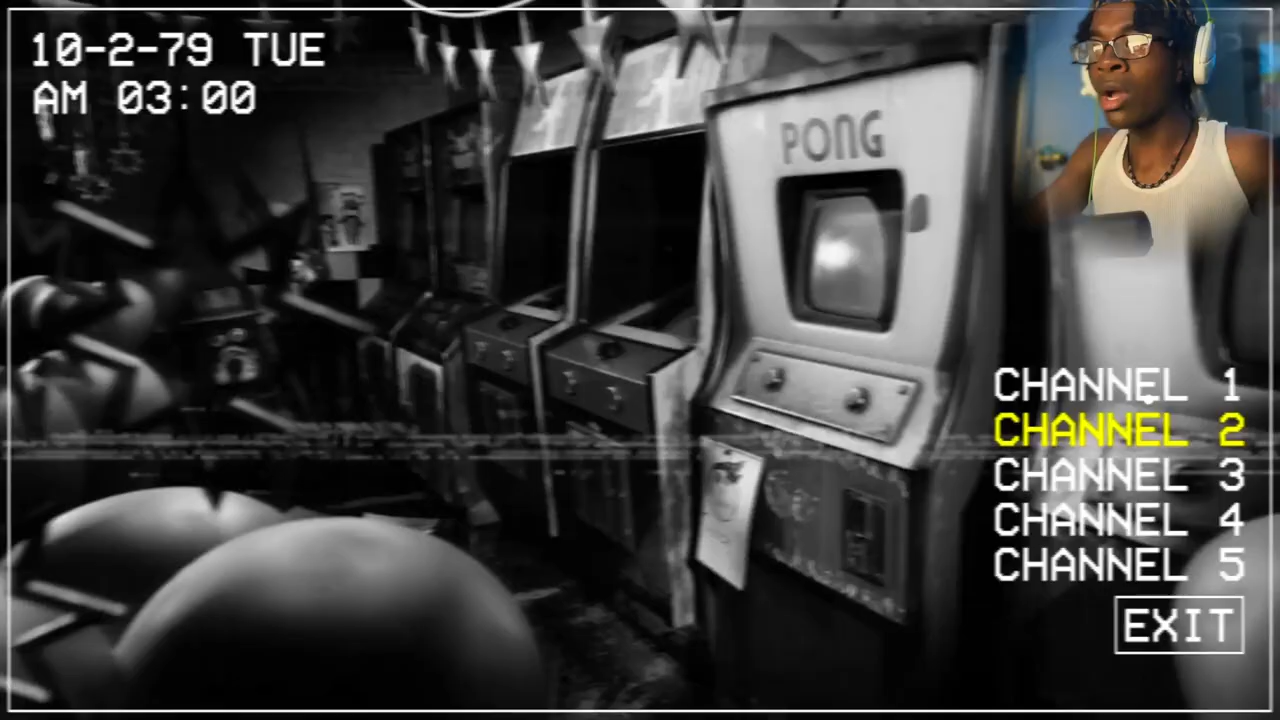 10-2-79 TUE
AM 03:00
PONG
CHANNEL 1
CHANNEL 2
CHANNEL 3
CHANNEL 4
CHANNEL 5
EXIT